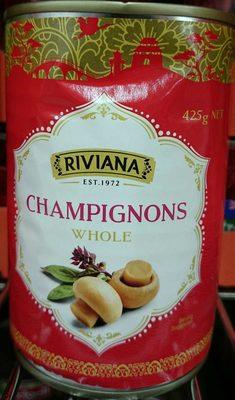 425g NET
RIVIANA
EST. 1972
CHAMPIGNONS
WHOLE